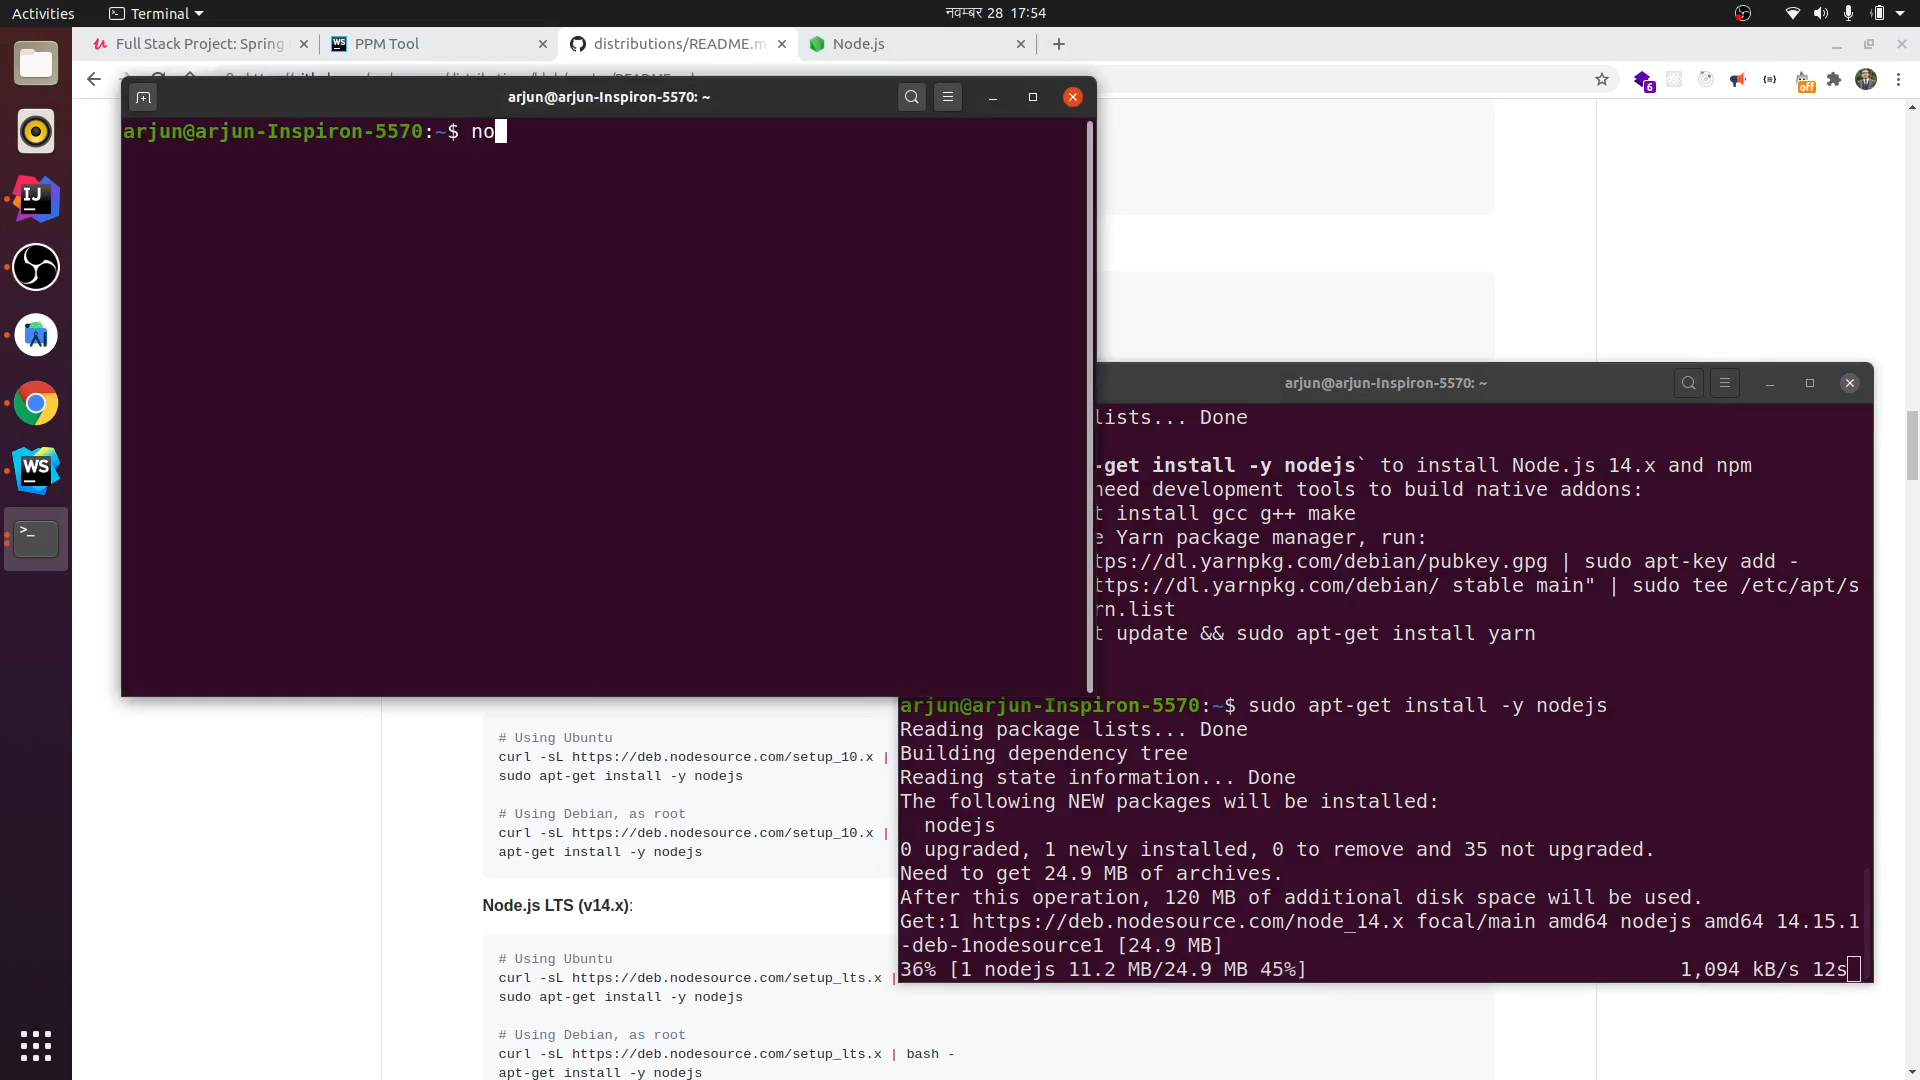 Activities
Terminal
नवम्बर 28 17:54
Full Stack Project: Spring
PPM Tool
distributions/README.m
Node.js
6
off
arjun@arjun-Inspiron-5570: ~
arjun@arjun-Inspiron-5570:~$ no
arjun@arjun-Inspiron-5570: ~
lists... Done
-get install -y nodejs` to install Node.js 14.x and npm
need development tools to build native addons:
t install gcc g++ make
e Yarn package manager, run:
tps://dl.yarnpkg.com/debian/pubkey.gpg | sudo apt-key add -
ttps://dl.yarnpkg.com/debian/ stable main" | sudo tee /etc/apt/s
rn.list
t update && sudo apt-get install yarn
arjun@arjun-Inspiron-5570:~$ sudo apt-get install -y nodejs
Reading package lists... Done
Building dependency tree
Reading state information... Done
The following NEW packages will be installed:
nodejs
0 upgraded, 1 newly installed, 0 to remove and 35 not upgraded.
Need to get 24.9 MB of archives.
After this operation, 120 MB of additional disk space will be used.
Get:1 https://deb.nodesource.com/node_14.x focal/main amd64 nodejs amd64 14.15.1
-deb-1nodesource1 [24.9 MB]
36% [1 nodejs 11.2 MB/24.9 MB 45%] 1,094 kB/s 12s
# Using Ubuntu
curl -sL https://deb.nodesource.com/setup_10.x |
sudo apt-get install -y nodejs
# Using Debian, as root
curl -sL https://deb.nodesource.com/setup_10.x |
apt-get install -y nodejs
Node.js LTS (v14.x):
# Using Ubuntu
curl -sL https://deb.nodesource.com/setup_lts.x |
sudo apt-get install -y nodejs
# Using Debian, as root
curl -sL https://deb.nodesource.com/setup_lts.x | bash -
apt-get install -y nodejs
IJ
WS